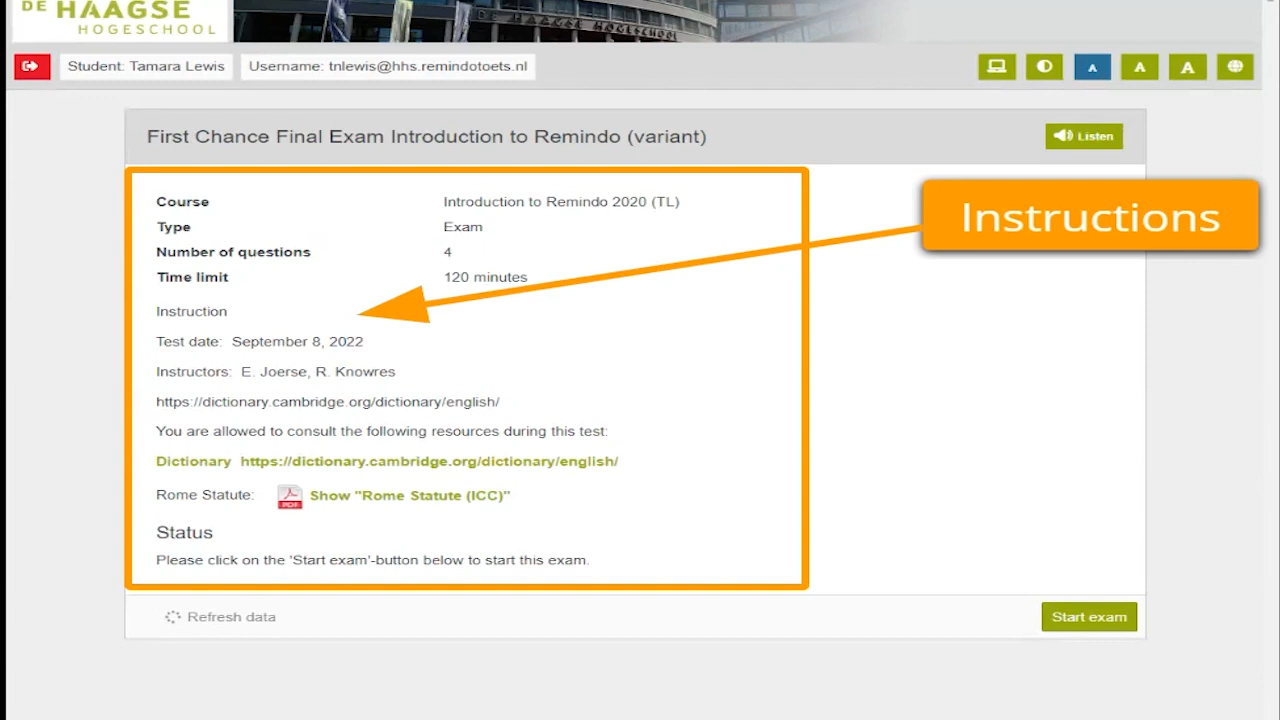 DE HAAGSE
HOGESCHOOL
Student: Tamara Lewis Username: tnlewis@hhs.remindotoets.nl A A A
First Chance Final Exam Introduction to Remindo (variant) Listen
Instructions
Course Introduction to Remindo 2020 (TL)
Type Exam
Number of questions 4
Time limit 120 minutes
Instruction
Test date: September 8, 2022
Instructors: E. Joerse, R. Knowres
https://dictionary.cambridge.org/dictionary/english/
You are allowed to consult the following resources during this test:
Dictionary https://dictionary.cambridge.org/dictionary/english/
Rome Statute: PDF Show "Rome Statute (ICC)"
Status
Please click on the 'Start exam'-button below to start this exam.
Refresh data Start exam